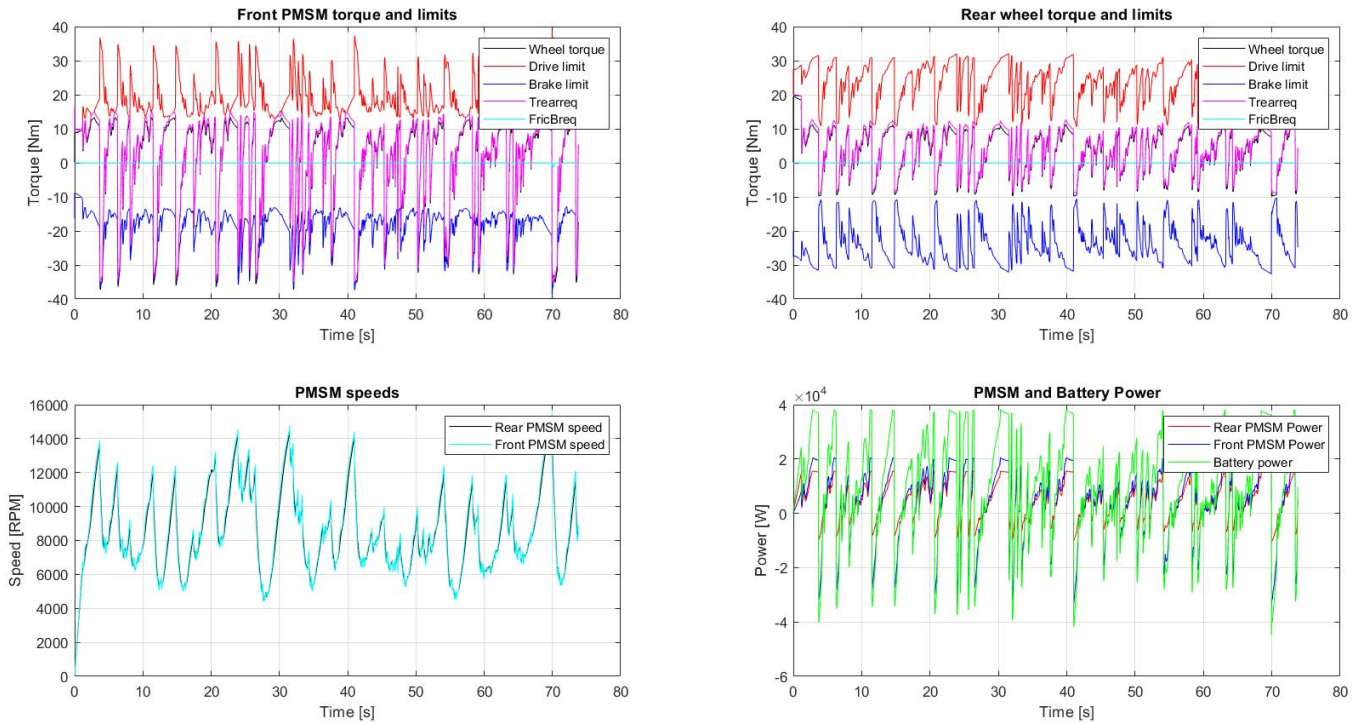 Front PMSM torque and limits
40
30
20
10
0
-10
-20
-30
-40
Torque [Nm]
0 10 20 30 40 50 60 70 80
Time [s]
Wheel torque
Drive limit
Brake limit
Trearreq
FricBreq
Rear wheel torque and limits
40
30
20
10
0
-10
-20
-30
-40
Torque [Nm]
0 10 20 30 40 50 60 70 80
Time [s]
Wheel torque
Drive limit
Brake limit
Trearreq
FricBreq
PMSM speeds
16000
14000
12000
10000
8000
6000
4000
2000
0
Speed [RPM]
0 10 20 30 40 50 60 70 80
Time [s]
Rear PMSM speed
Front PMSM speed
PMSM and Battery Power
×10⁴
4
2
0
-2
-4
-6
Power [W]
0 10 20 30 40 50 60 70 80
Time [s]
Rear PMSM Power
Front PMSM Power
Battery power